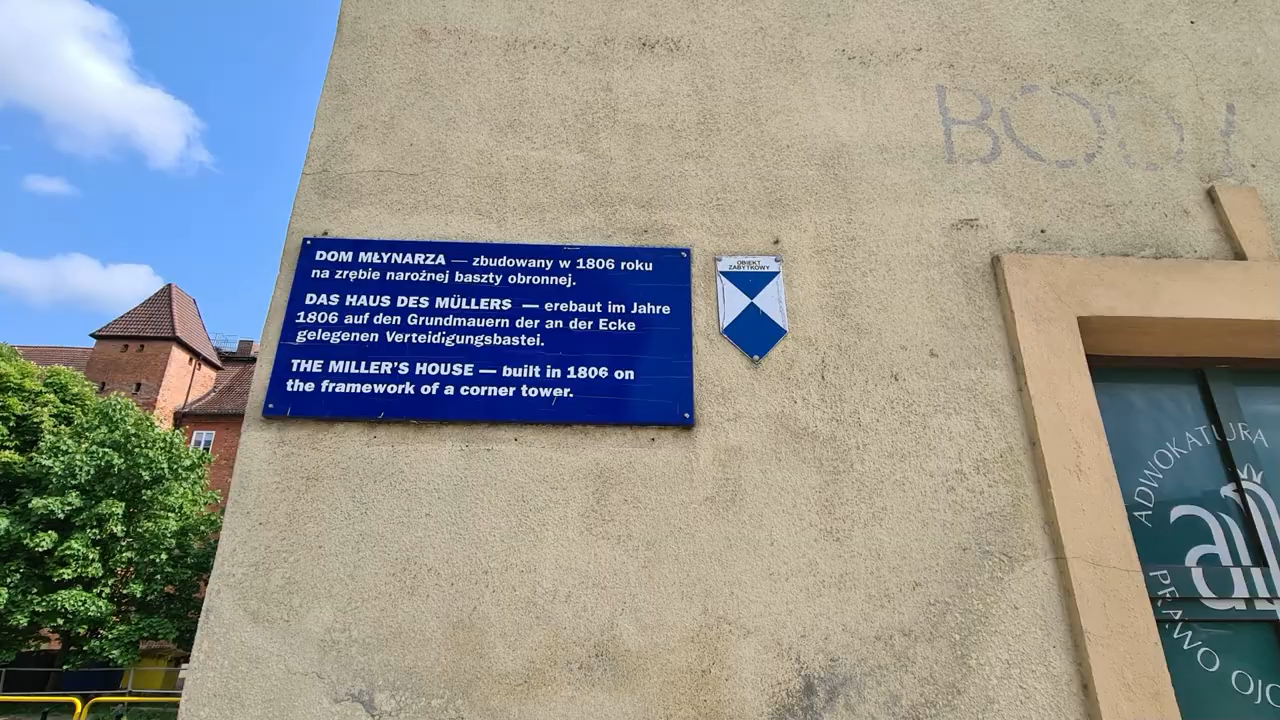 DOM MŁYNARZA — zbudowany w 1806 roku
na zrębie narożnej baszty obronnej.
DAS HAUS DES MÜLLERS — erebaut im Jahre
1806 auf den Grundmauern der an der Ecke
gelegenen Verteidigungsbastei.
THE MILLER'S HOUSE — built in 1806 on
the framework of a corner tower.
OBIEKT
ZABYTKOWY
ADWOKATURA
PRAWO